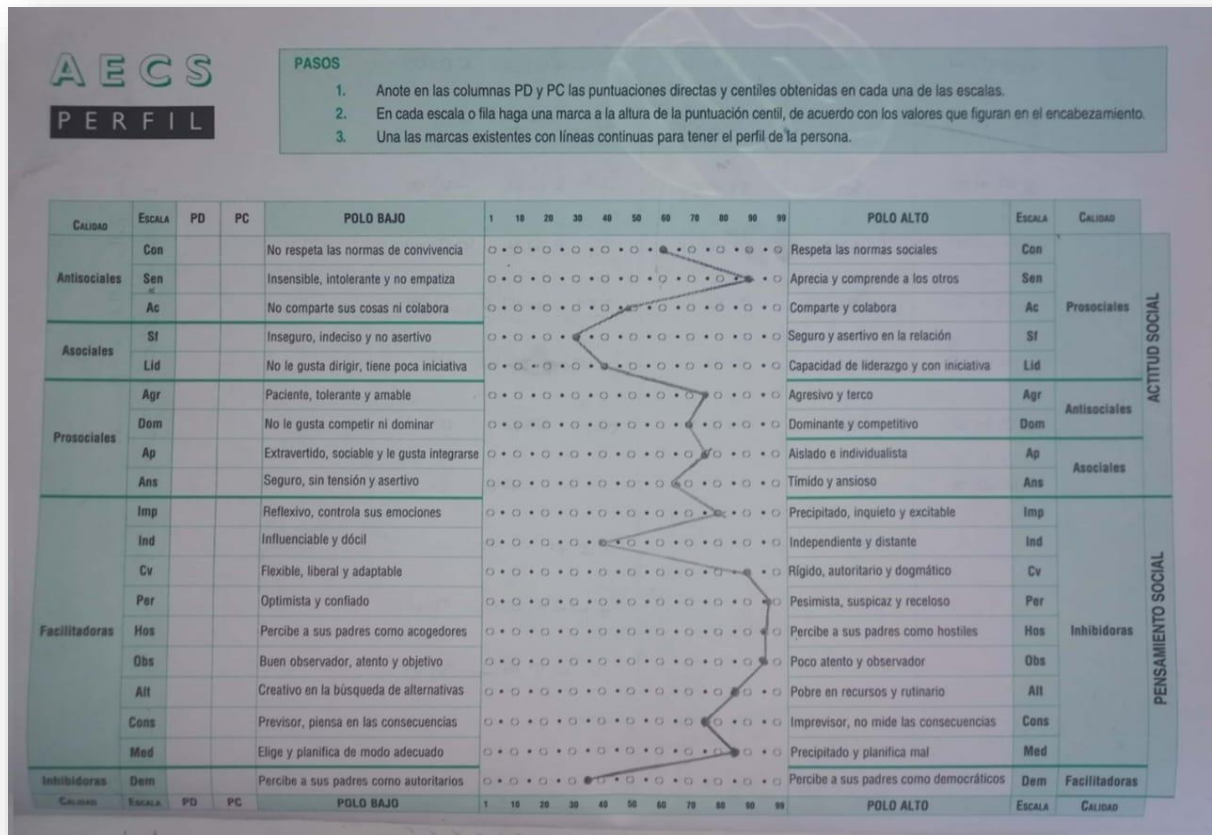 AECS
PERFIL
PASOS
1. Anote en las columnas PD y PC las puntuaciones directas y centiles obtenidas en cada una de las escalas.
2. En cada escala o fila haga una marca a la altura de la puntuación centil, de acuerdo con los valores que figuran en el encabezamiento.
3. Una las marcas existentes con líneas continuas para tener el perfil de la persona.
CALIDAD ESCALA PD PC POLO BAJO 1 10 20 30 40 50 60 70 80 90 99 POLO ALTO ESCALA CALIDAD
Con No respeta las normas de convivencia Respeta las normas sociales Con
Antisociales Sen Insensible, intolerante y no empatiza Aprecia y comprende a los otros Sen
Ac No comparte sus cosas ni colabora Comparte y colabora Ac Prosociales
Asociales Sf Inseguro, indeciso y no asertivo Seguro y asertivo en la relación Sf
Lid No le gusta dirigir, tiene poca iniciativa Capacidad de liderazgo y con iniciativa Lid
ACTITUD SOCIAL
Agr Paciente, tolerante y amable Agresivo y terco Agr
Antisociales
Prosociales Dom No le gusta competir ni dominar Dominante y competitivo Dom
Ap Extravertido, sociable y le gusta integrarse Aislado e individualista Ap
Asociales
Ans Seguro, sin tensión y asertivo Tímido y ansioso Ans
Imp Reflexivo, controla sus emociones Precipitado, inquieto y excitable Imp
Ind Influenciable y dócil Independiente y distante Ind
Cv Flexible, liberal y adaptable Rígido, autoritario y dogmático Cv
Per Optimista y confiado Pesimista, suspicaz y receloso Per
Facilitadoras Hos Percibe a sus padres como acogedores Percibe a sus padres como hostiles Hos Inhibidoras
PENSAMIENTO SOCIAL
Obs Buen observador, atento y objetivo Poco atento y observador Obs
Alt Creativo en la búsqueda de alternativas Pobre en recursos y rutinario Alt
Cons Previsor, piensa en las consecuencias Imprevisor, no mide las consecuencias Cons
Med Elige y planifica de modo adecuado Precipitado y planifica mal Med
Inhibidoras Dem Percibe a sus padres como autoritarios Percibe a sus padres como democráticos Dem Facilitadoras
CALIDAD ESCALA PD PC POLO BAJO 1 10 20 30 40 50 60 70 80 90 99 POLO ALTO ESCALA CALIDAD